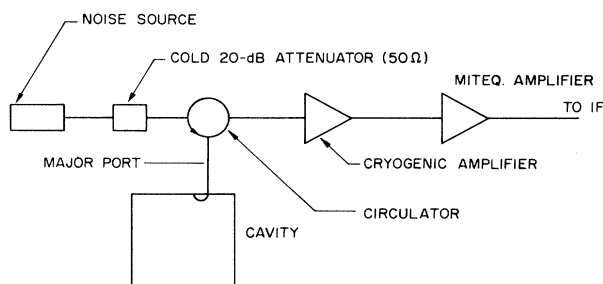 NOISE SOURCE
COLD 20-dB ATTENUATOR (50Ω)
MITEQ. AMPLIFIER
TO IF
MAJOR PORT
CRYOGENIC AMPLIFIER
CIRCULATOR
CAVITY